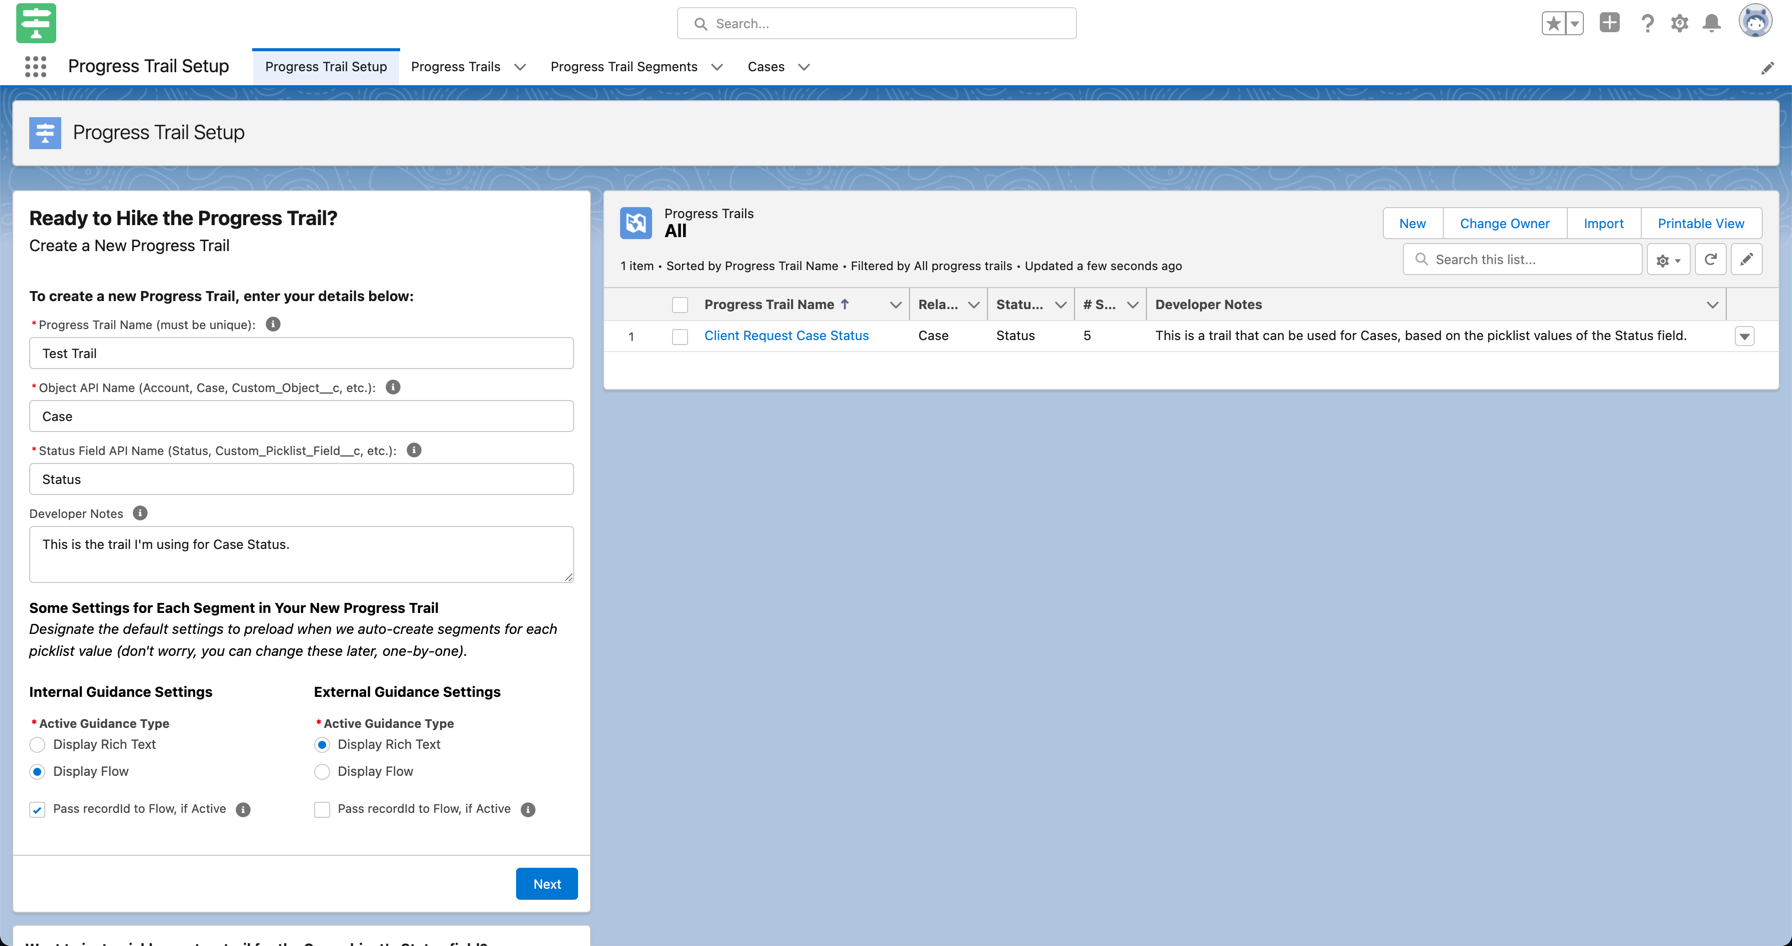 Search...
Progress Trail Setup
Progress Trail Setup
Progress Trails
Progress Trail Segments
Cases
Progress Trail Setup
Ready to Hike the Progress Trail?
Create a New Progress Trail
To create a new Progress Trail, enter your details below:
*Progress Trail Name (must be unique):
Test Trail
*Object API Name (Account, Case, Custom_Object__c, etc.):
Case
*Status Field API Name (Status, Custom_Picklist_Field__c, etc.):
Status
Developer Notes
This is the trail I'm using for Case Status.
Some Settings for Each Segment in Your New Progress Trail
Designate the default settings to preload when we auto-create segments for each
picklist value (don't worry, you can change these later, one-by-one).
Internal Guidance Settings
*Active Guidance Type
Display Rich Text
Display Flow
Pass recordId to Flow, if Active
External Guidance Settings
*Active Guidance Type
Display Rich Text
Display Flow
Pass recordId to Flow, if Active
Next
Progress Trails
All
New
Change Owner
Import
Printable View
1 item • Sorted by Progress Trail Name • Filtered by All progress trails • Updated a few seconds ago
Search this list...
Progress Trail Name ↑
Rela...
Statu...
# S...
Developer Notes
1
Client Request Case Status
Case
Status
5
This is a trail that can be used for Cases, based on the picklist values of the Status field.